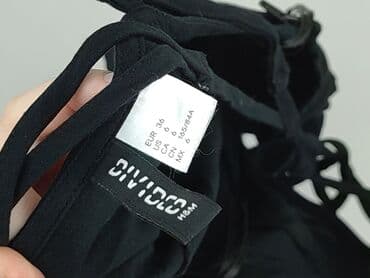 EUR 36
US 6
CA 6
CN 165/84A
MX 6
DIVIDED
H&M